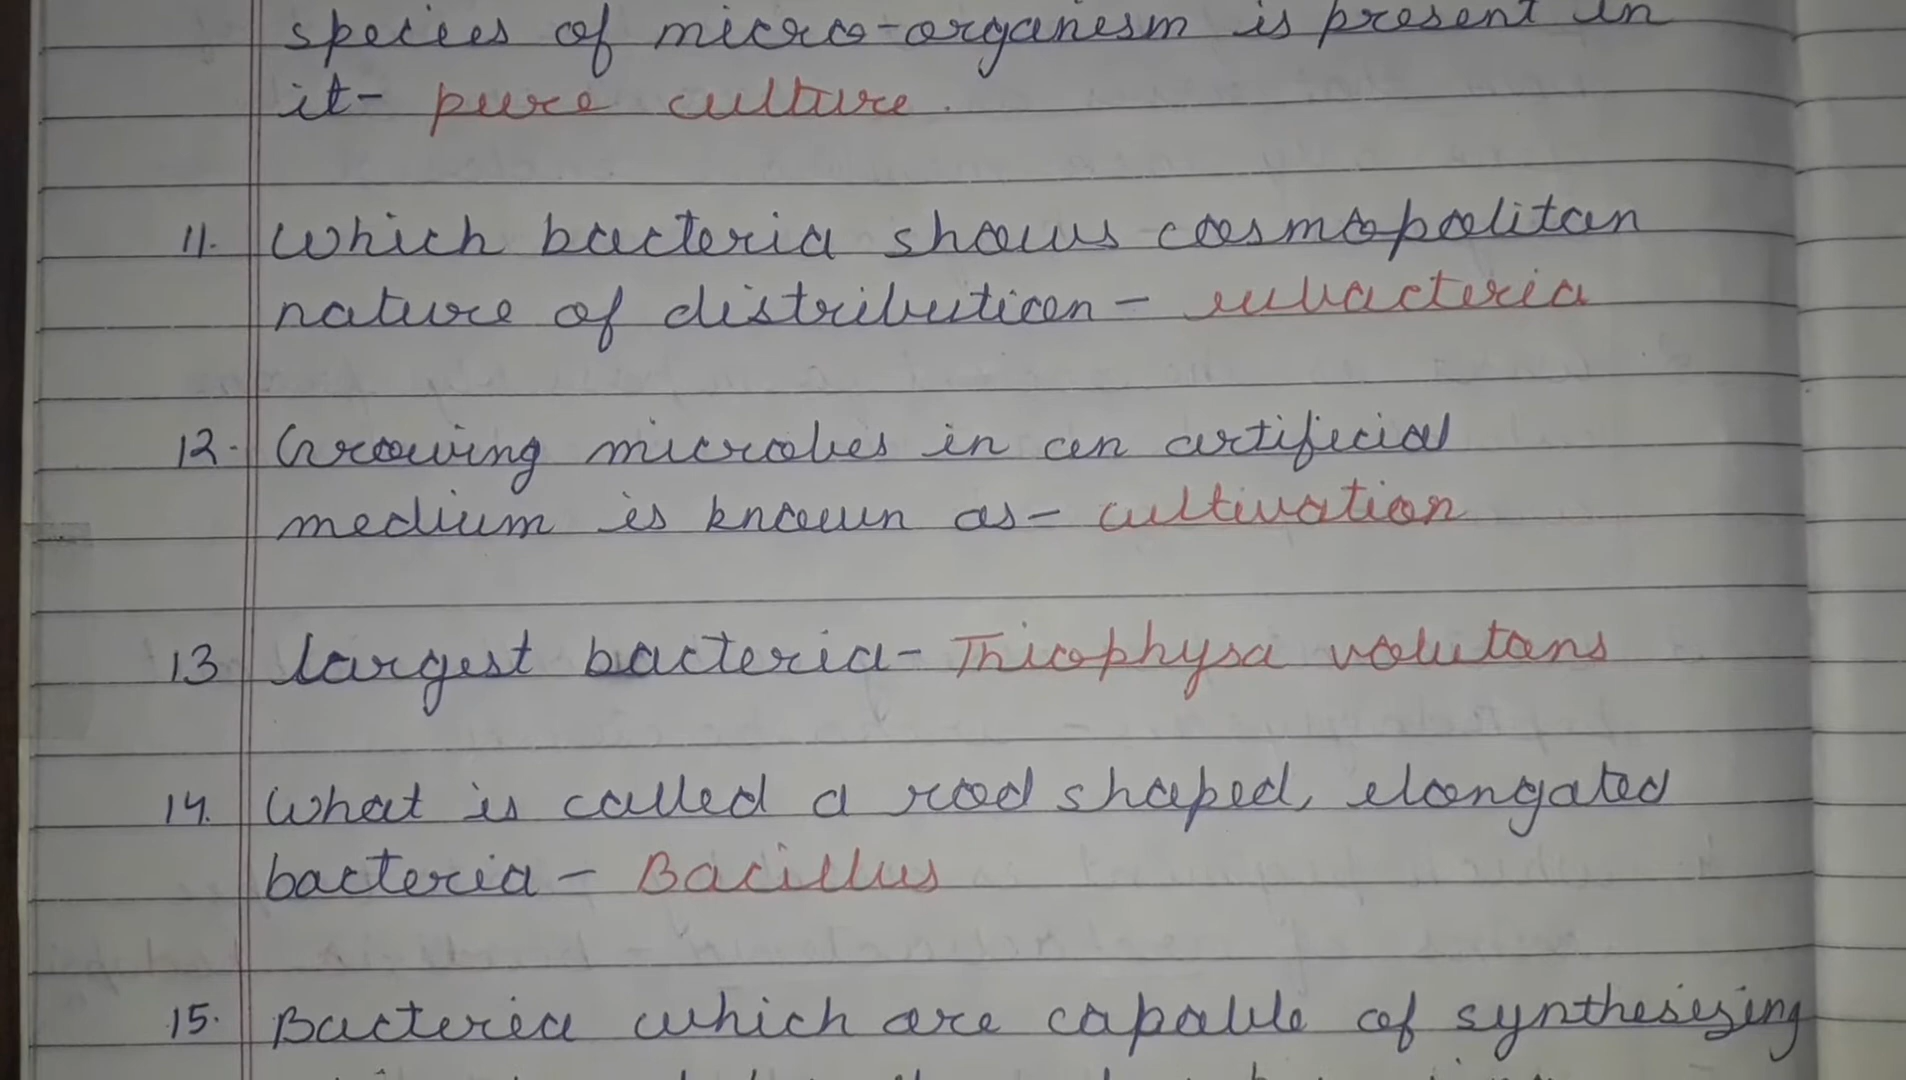 species of micro-organism is present in
it- pure culture.
11. Which bacteria shows cosmopolitan
nature of distribution - eubacteria
12. Growing microbes in an artificial
medium is known as - cultivation
13 largest bacteria - Thiophysa volutans
14. What is called a rod shaped, elongated
bacteria - Bacillus
15. Bacteria which are capable of synthesizing